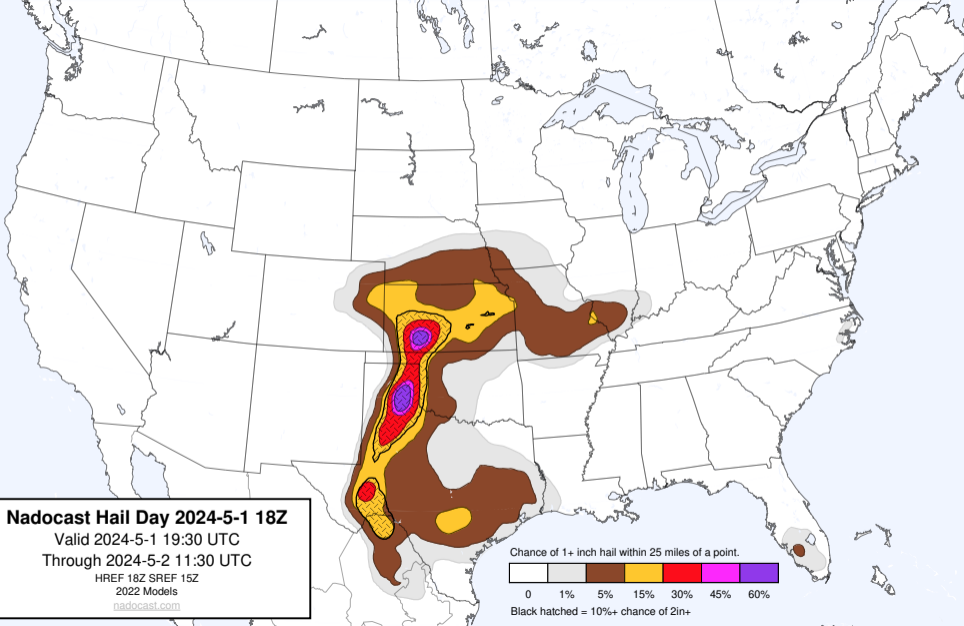 Nadocast Hail Day 2024-5-1 18Z
Valid 2024-5-1 19:30 UTC
Through 2024-5-2 11:30 UTC
HREF 18Z SREF 15Z
2022 Models
nadocast.com
Chance of 1+ inch hail within 25 miles of a point.
0 1% 5% 15% 30% 45% 60%
Black hatched = 10%+ chance of 2in+